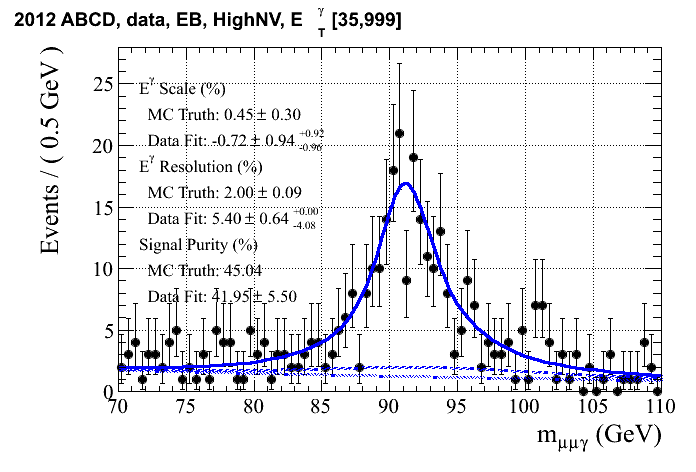 2012 ABCD, data, EB, HighNV, E γ T [35,999]
Events / ( 0.5 GeV )
25
20
15
10
5
0
E^γ Scale (%)
MC Truth: 0.45 ± 0.30
Data Fit: -0.72 ± 0.94 +0.92 -0.96
E^γ Resolution (%)
MC Truth: 2.00 ± 0.09
Data Fit: 5.40 ± 0.64 +0.00 -4.08
Signal Purity (%)
MC Truth: 45.04
Data Fit: 41.95 ± 5.50
70 75 80 85 90 95 100 105 110
m_μμγ (GeV)